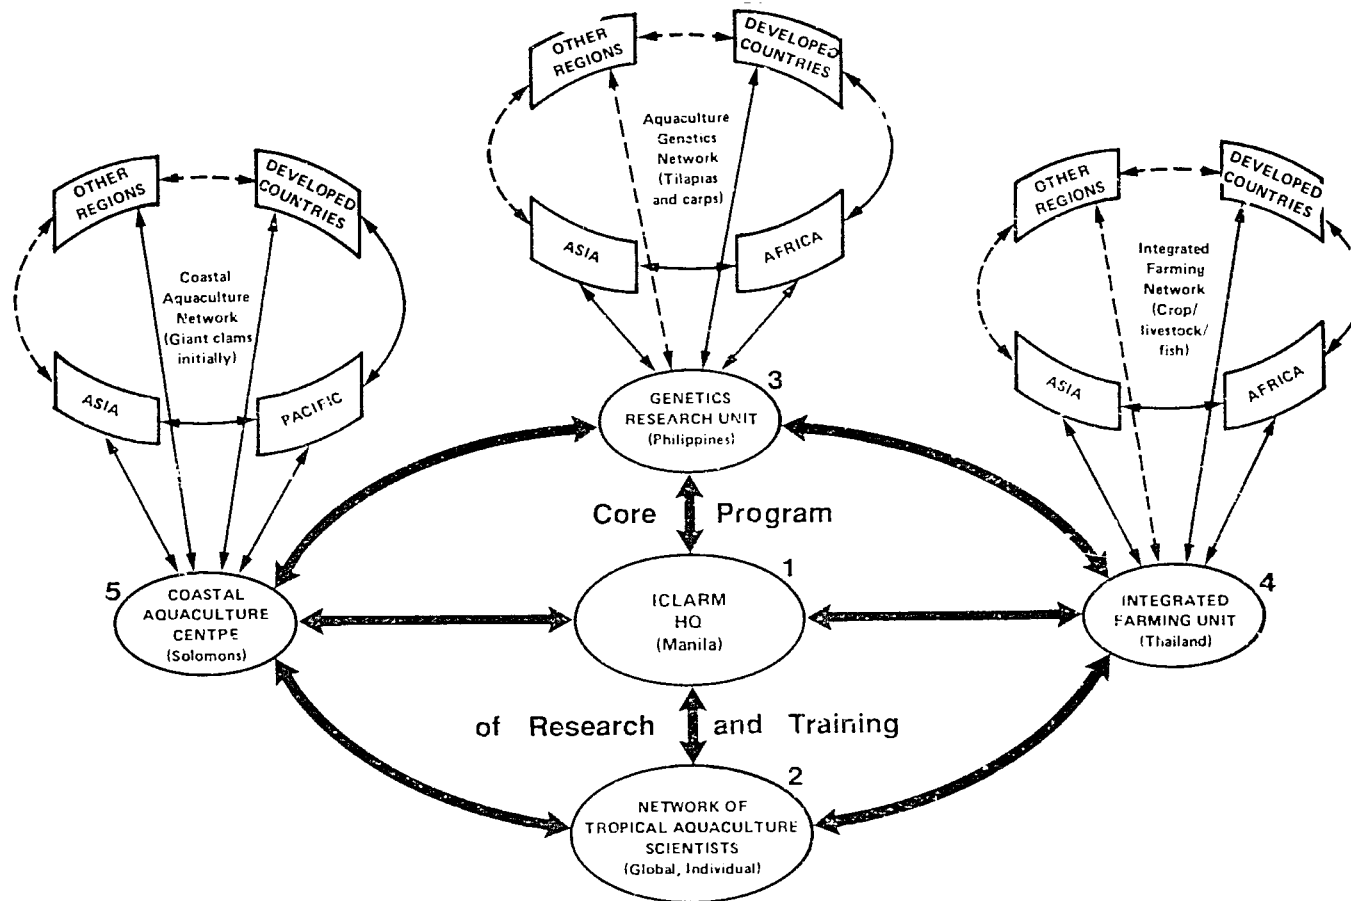 OTHER
REGIONS
DEVELOPED
COUNTRIES
Aquaculture
Genetics
Network
(Tilapias
and carps)
ASIA
AFRICA
OTHER
REGIONS
DEVELOPED
COUNTRIES
Coastal
Aquaculture
Network
(Giant clams
initially)
ASIA
PACIFIC
OTHER
REGIONS
DEVELOPED
COUNTRIES
Integrated
Farming
Network
(Crop/
livestock/
fish)
ASIA
AFRICA
3
GENETICS
RESEARCH UNIT
(Philippines)
Core Program
5
COASTAL
AQUACULTURE
CENTPE
(Solomons)
1
ICLARM
HQ
(Manila)
4
INTEGRATED
FARMING UNIT
(Thailand)
of Research and Training
2
NETWORK OF
TROPICAL AQUACULTURE
SCIENTISTS
(Global, Individual)